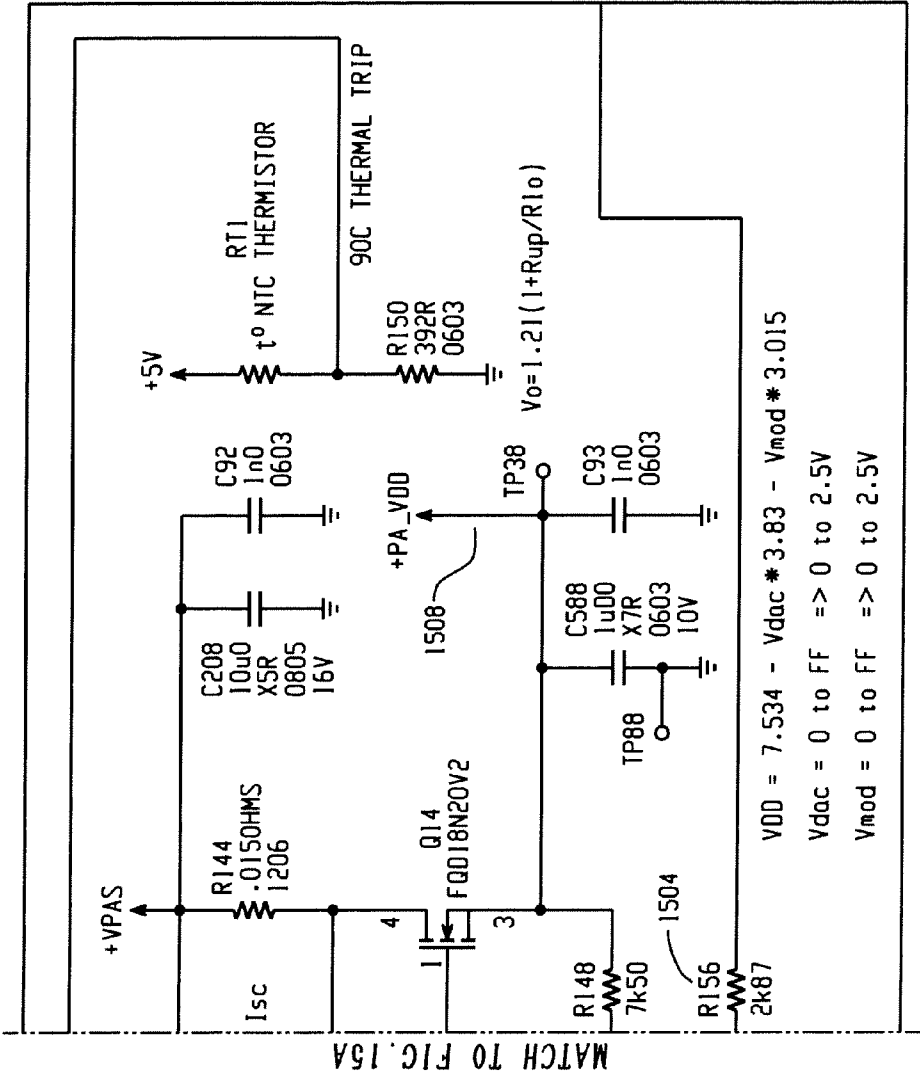 +VPAS
R144
.015OHMS
1206
Isc
C208
10u0
X5R
0805
16V
C92
1n0
0603
+5V
RT1
t° NTC THERMISTOR
90C THERMAL TRIP
R150
392R
0603
4
1
3
Q14
FQD18N20V2
+PA_VDD
1508
TP38
Vo=1.21(1+Rup/Rlo)
C588
1uD0
X7R
0603
10V
C93
1n0
0603
TP88
R148
7k50
1504
R156
2k87
VDD = 7.534 - Vdac * 3.83 - Vmod * 3.015
Vdac = 0 to FF => 0 to 2.5V
Vmod = 0 to FF => 0 to 2.5V
MATCH TO FIG.15A